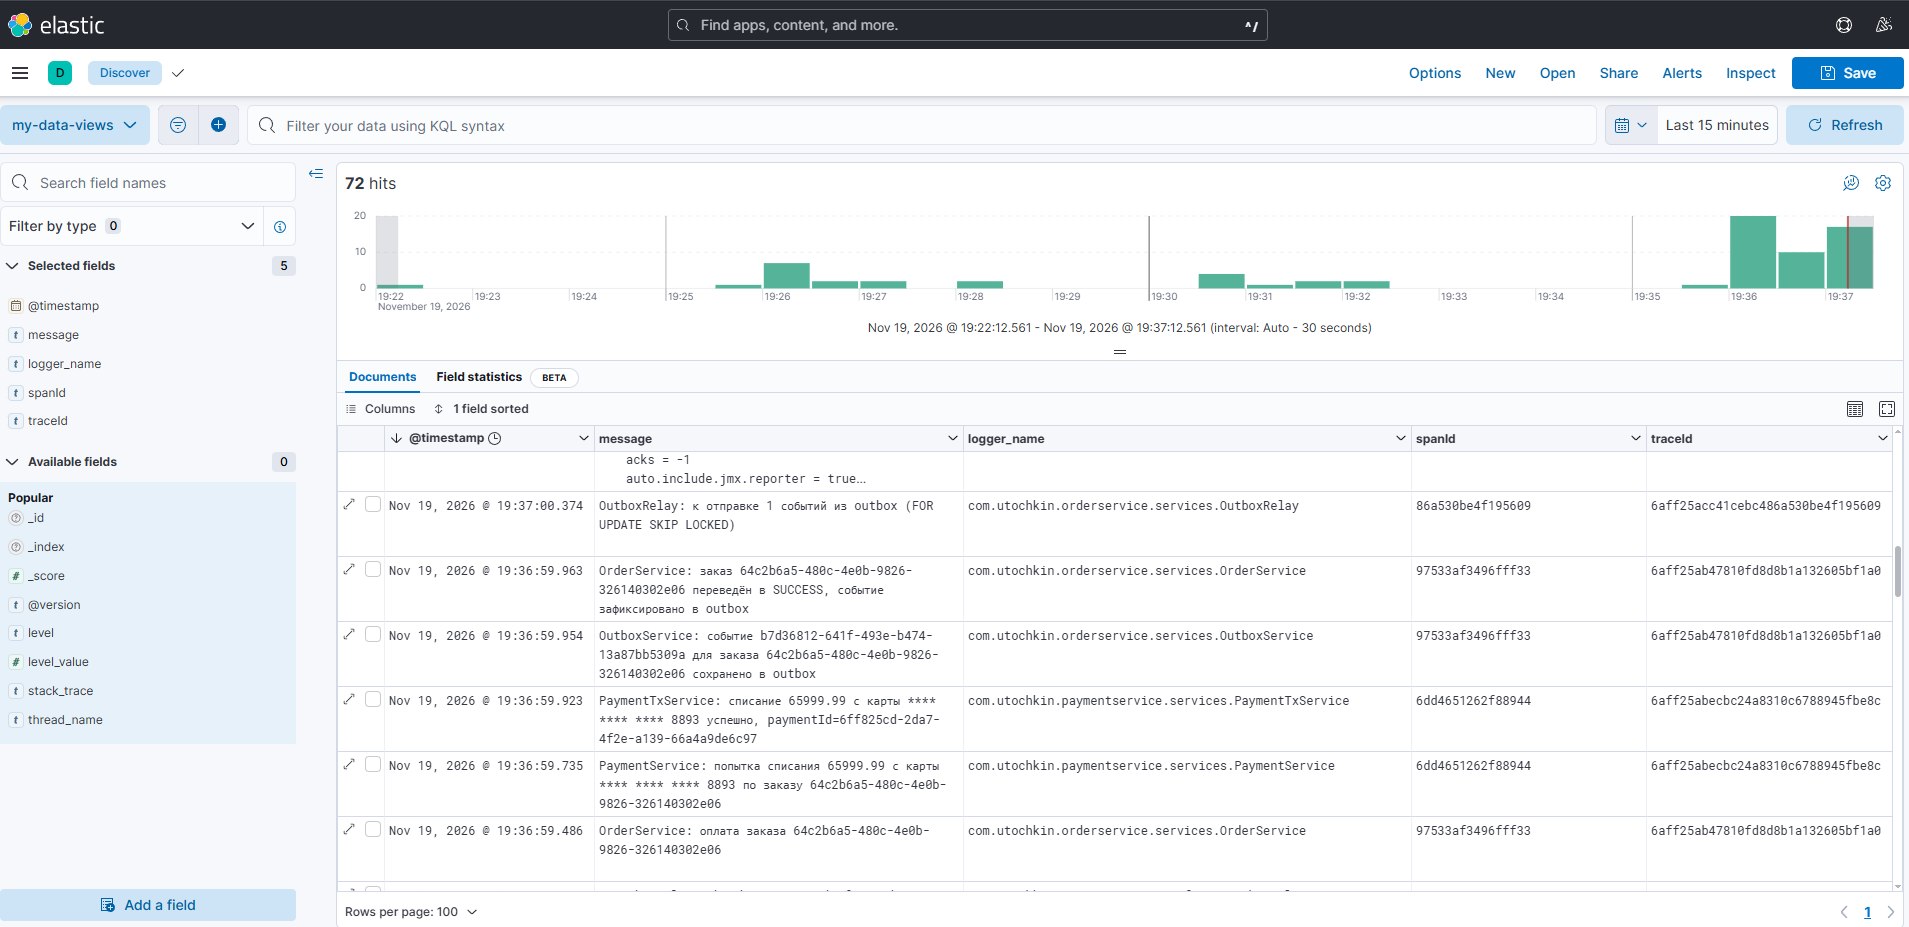 elastic
Find apps, content, and more.
^/
D
Discover
Options
New
Open
Share
Alerts
Inspect
Save
my-data-views
Filter your data using KQL syntax
Last 15 minutes
Refresh
Search field names
Filter by type 0
Selected fields 5
@timestamp
message
logger_name
spanId
traceId
Available fields 0
Popular
_id
_index
_score
@version
level
level_value
stack_trace
thread_name
Add a field
72 hits
20
10
0
19:22 19:23 19:24 19:25 19:26 19:27 19:28 19:29 19:30 19:31 19:32 19:33 19:34 19:35 19:36 19:37
November 19, 2026
Nov 19, 2026 @ 19:22:12.561 - Nov 19, 2026 @ 19:37:12.561 (interval: Auto - 30 seconds)
Documents
Field statistics
BETA
Columns
1 field sorted
@timestamp message logger_name spanId traceId
acks = -1
auto.include.jmx.reporter = true…
Nov 19, 2026 @ 19:37:00.374
OutboxRelay: к отправке 1 событий из outbox (FOR
UPDATE SKIP LOCKED)
com.utochkin.orderservice.services.OutboxRelay
86a530be4f195609
6aff25acc41cebc486a530be4f195609
Nov 19, 2026 @ 19:36:59.963
OrderService: заказ 64c2b6a5-480c-4e0b-9826-
326140302e06 переведён в SUCCESS, событие
зафиксировано в outbox
com.utochkin.orderservice.services.OrderService
97533af3496fff33
6aff25ab47810fd8d8b1a132605bf1a0
Nov 19, 2026 @ 19:36:59.954
OutboxService: событие b7d36812-641f-493e-b474-
13a87bb5309a для заказа 64c2b6a5-480c-4e0b-9826-
326140302e06 сохранено в outbox
com.utochkin.orderservice.services.OutboxService
97533af3496fff33
6aff25ab47810fd8d8b1a132605bf1a0
Nov 19, 2026 @ 19:36:59.923
PaymentTxService: списание 65999.99 с карты ****
**** **** 8893 успешно, paymentId=6ff825cd-2da7-
4f2e-a139-66a4a9de6c97
com.utochkin.paymentservice.services.PaymentTxService
6dd4651262f88944
6aff25abecbc24a8310c6788945fbe8c
Nov 19, 2026 @ 19:36:59.735
PaymentService: попытка списания 65999.99 с карты
**** **** **** 8893 по заказу 64c2b6a5-480c-4e0b-
9826-326140302e06
com.utochkin.paymentservice.services.PaymentService
6dd4651262f88944
6aff25abecbc24a8310c6788945fbe8c
Nov 19, 2026 @ 19:36:59.486
OrderService: оплата заказа 64c2b6a5-480c-4e0b-
9826-326140302e06
com.utochkin.orderservice.services.OrderService
97533af3496fff33
6aff25ab47810fd8d8b1a132605bf1a0
Rows per page: 100
1